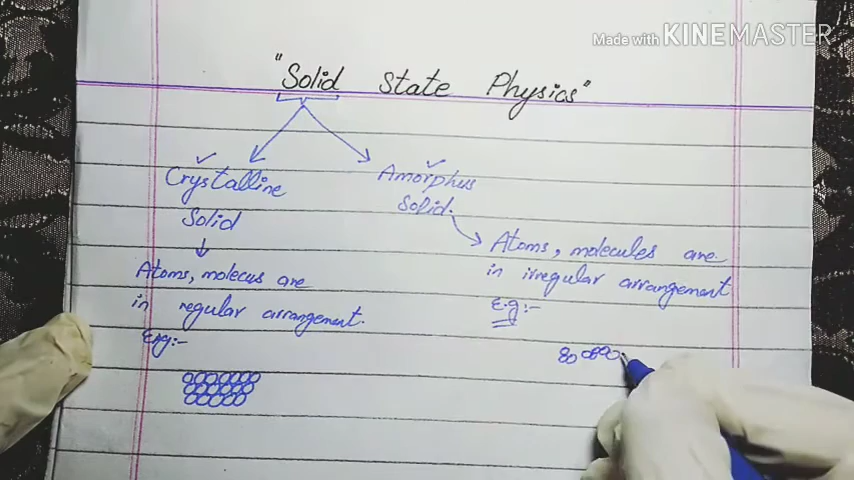 Made with KINEMASTER
"Solid State Physics"
Crystalline
Solid
Atoms, molecus are
in regular arrangement.
Eg:-
Amorphus
Solid.
Atoms, molecules are
in irregular arrangement
E.g:-